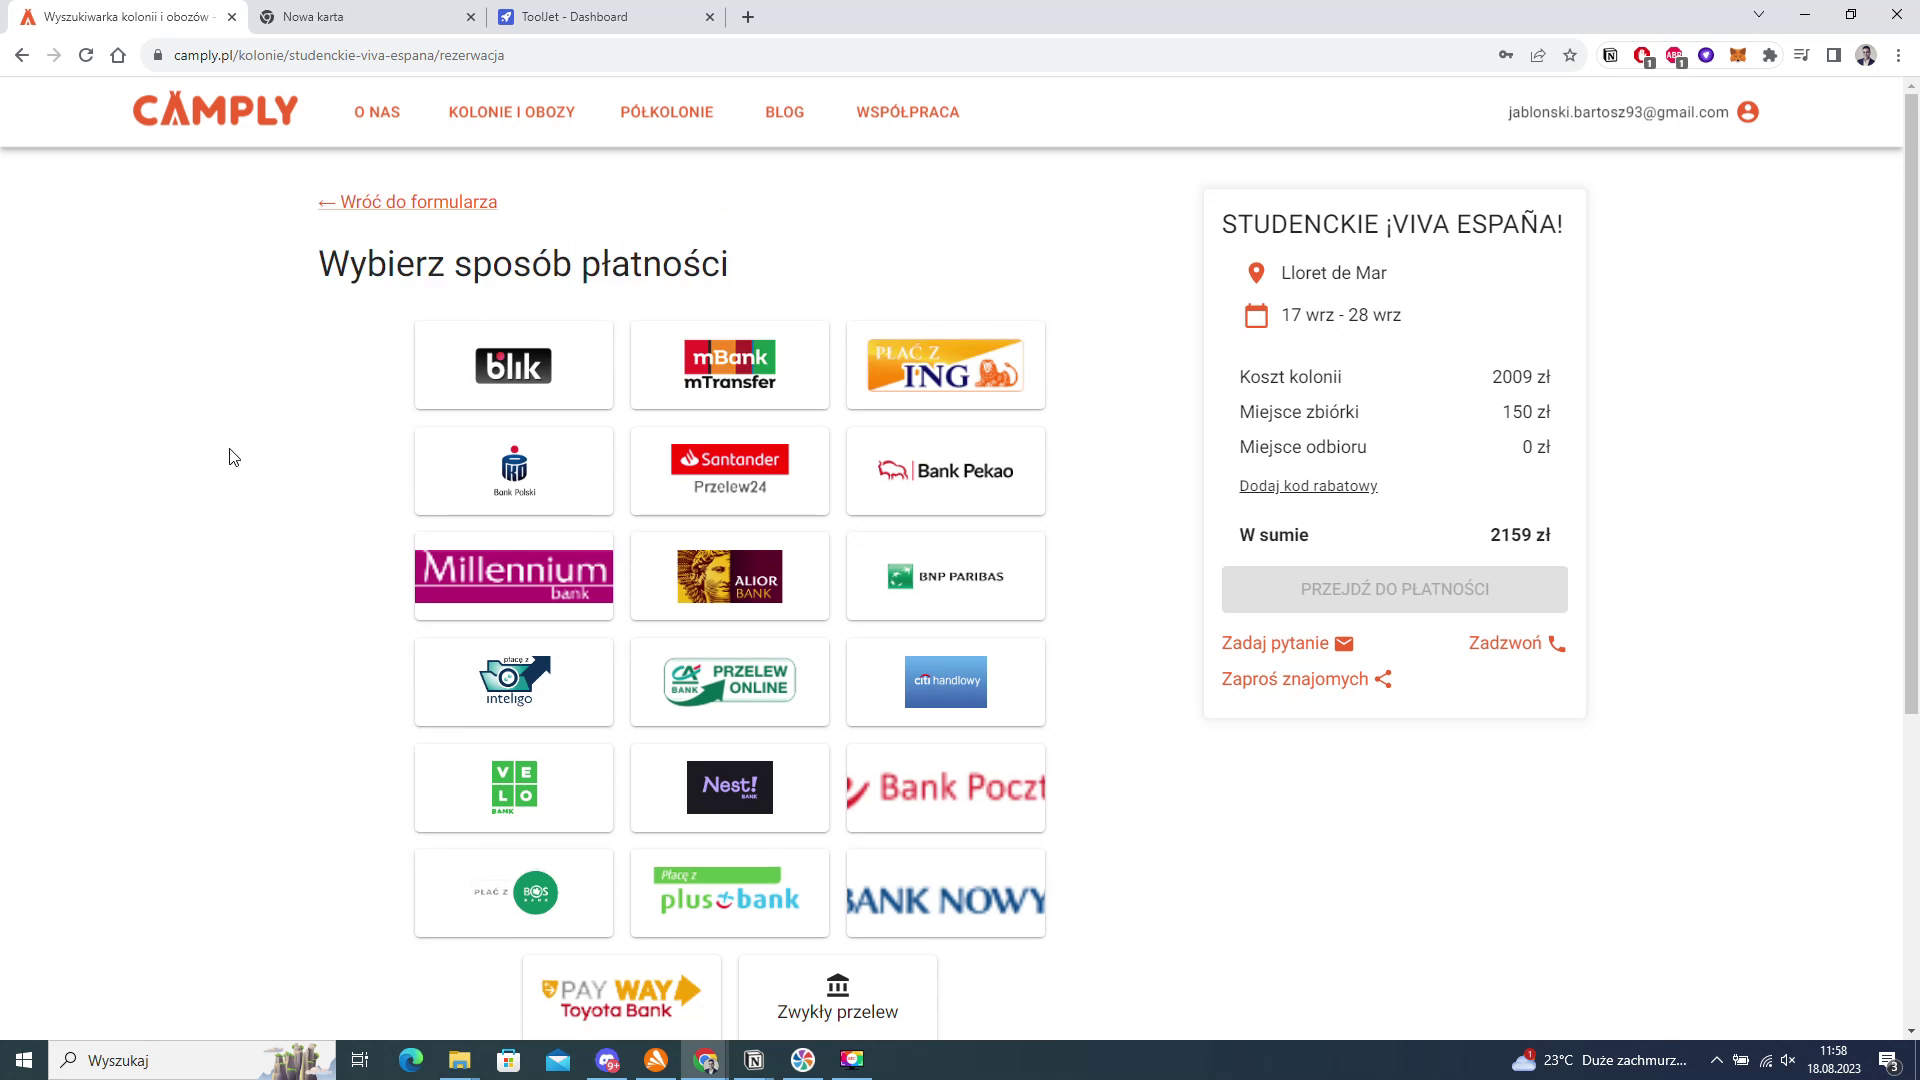 Wyszukiwarka kolonii i obozów -
Nowa karta
ToolJet - Dashboard
camply.pl/kolonie/studenckie-viva-espana/rezerwacja
CAMPLY
O NAS
KOLONIE I OBOZY
PÓŁKOLONIE
BLOG
WSPÓŁPRACA
jablonski.bartosz93@gmail.com
← Wróć do formularza
Wybierz sposób płatności
blik
mBank
mTransfer
PŁAĆ Z
ING
Bank Polski
Santander
Przelew24
Bank Pekao
Millennium
bank
ALIOR
BANK
BNP PARIBAS
płacę z
inteligo
CA
BANK
PRZELEW
ONLINE
citi handlowy
VE
LO
BANK
Nest!
BANK
Bank Poczt
PŁAĆ Z
BOŚ
BANK
Płacę z
plus bank
BANK NOWY
PAY WAY
Toyota Bank
Zwykły przelew
STUDENCKIE ¡VIVA ESPAÑA!
Lloret de Mar
17 wrz - 28 wrz
Koszt kolonii 2009 zł
Miejsce zbiórki 150 zł
Miejsce odbioru 0 zł
Dodaj kod rabatowy
W sumie 2159 zł
PRZEJDŹ DO PŁATNOŚCI
Zadaj pytanie
Zadzwoń
Zaproś znajomych
Wyszukaj
23°C Duże zachmurz...
11:58
18.08.2023
3